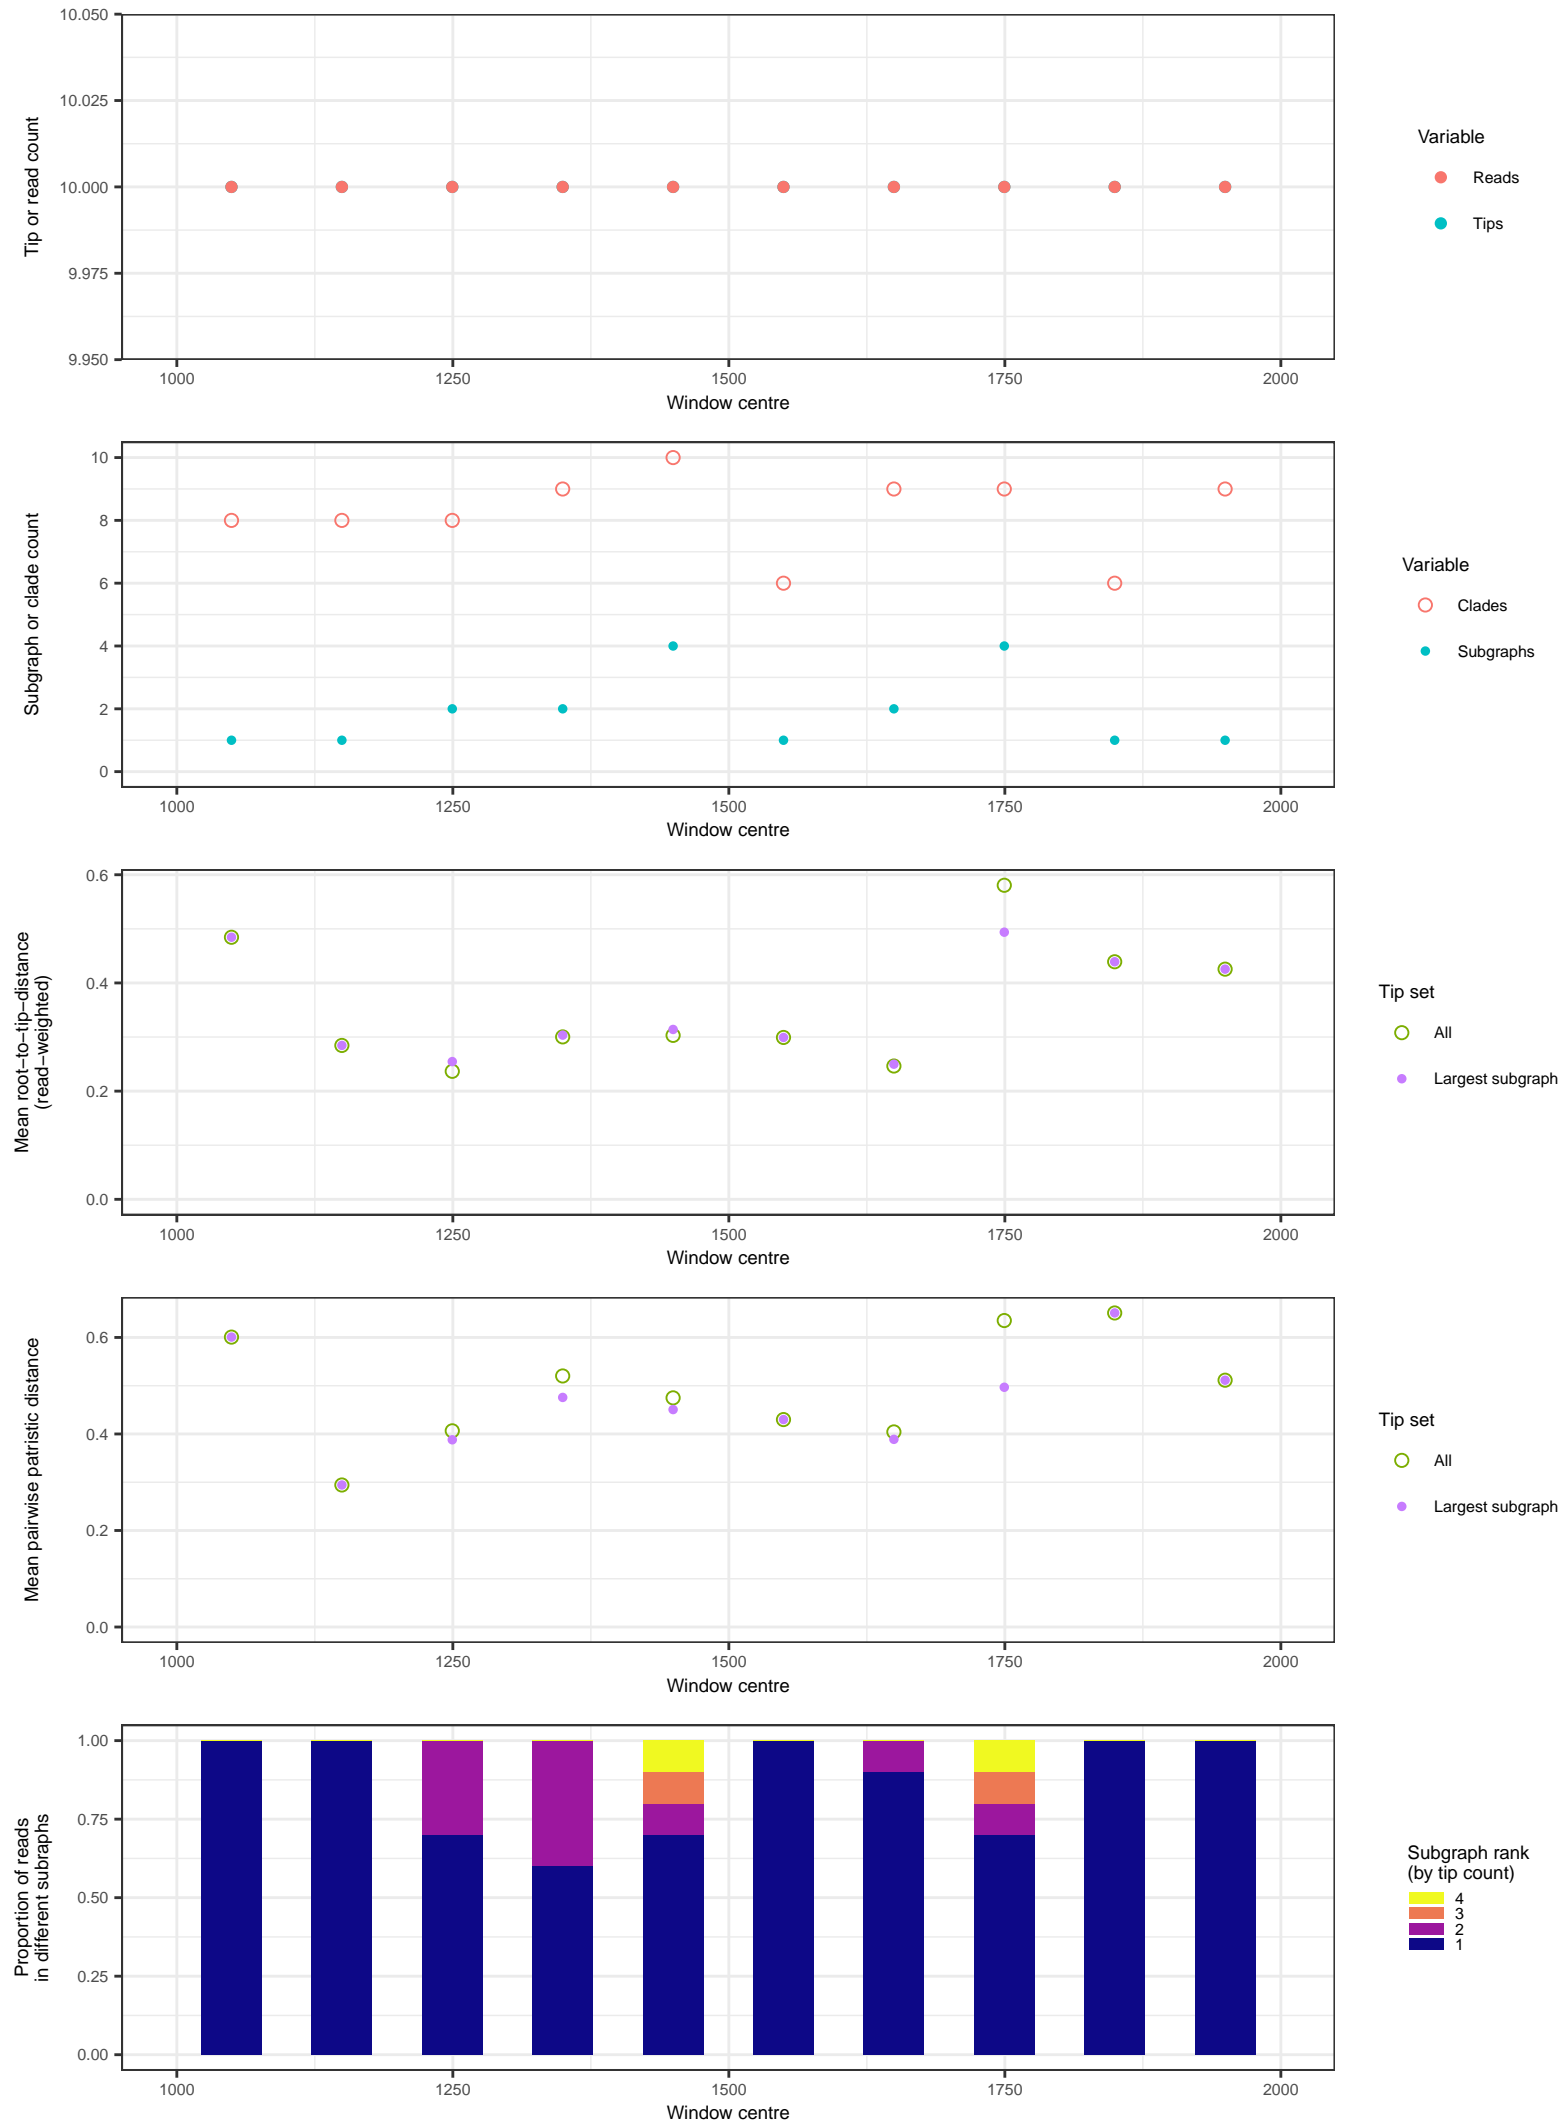 10.050
10.025
10.000
9.975
9.950
Tip or read count
1000 1250 1500 1750 2000
Window centre
Variable
Reads
Tips
10
8
6
4
2
0
Subgraph or clade count
1000 1250 1500 1750 2000
Window centre
Variable
Clades
Subgraphs
0.6
0.4
0.2
0.0
Mean root−to−tip−distance
(read−weighted)
1000 1250 1500 1750 2000
Window centre
Tip set
All
Largest subgraph
0.6
0.4
0.2
0.0
Mean pairwise patristic distance
1000 1250 1500 1750 2000
Window centre
Tip set
All
Largest subgraph
1.00
0.75
0.50
0.25
0.00
Proportion of reads
in different subraphs
1000 1250 1500 1750 2000
Window centre
Subgraph rank
(by tip count)
4
3
2
1